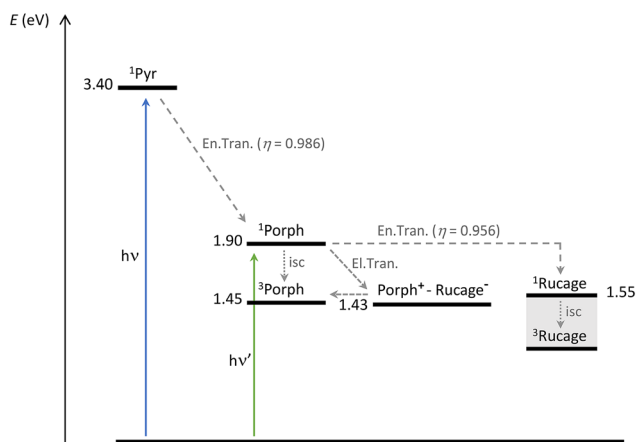 E (eV)
¹Pyr
3.40
En.Tran. (η = 0.986)
¹Porph
En.Tran. (η = 0.956)
1.90
hν
isc
El.Tran.
³Porph
Porph⁺ - Rucage⁻
¹Rucage
1.45
1.43
1.55
isc
³Rucage
hν’